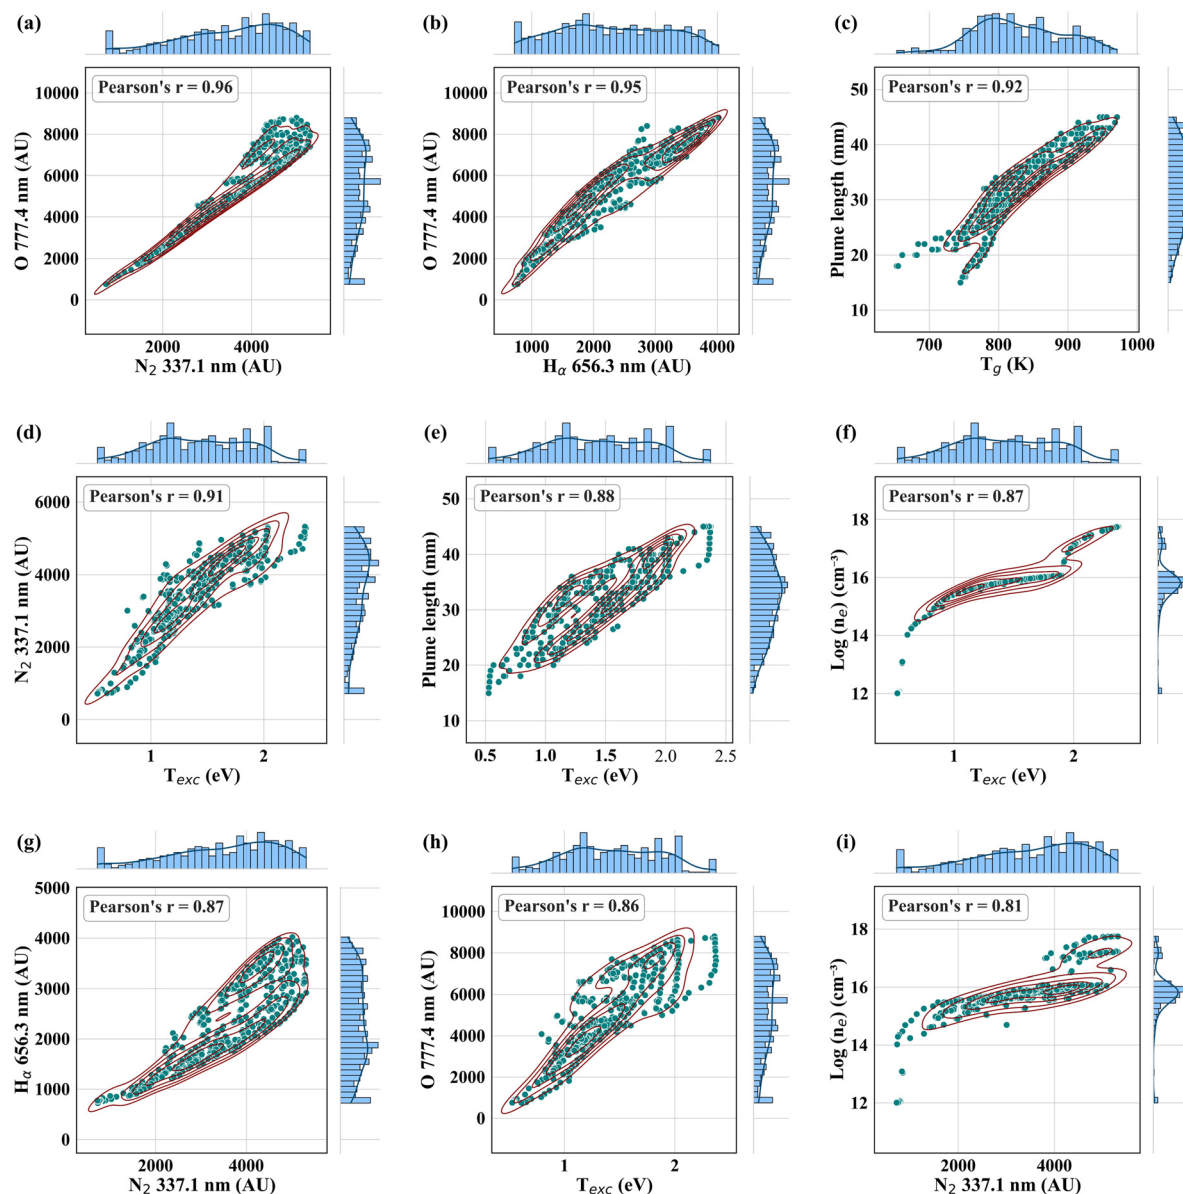 (a)
Pearson's r = 0.96
O 777.4 nm (AU)
10000
8000
6000
4000
2000
0
2000 4000
N₂ 337.1 nm (AU)
(b)
Pearson's r = 0.95
O 777.4 nm (AU)
10000
8000
6000
4000
2000
0
1000 2000 3000 4000
Hα 656.3 nm (AU)
(c)
Pearson's r = 0.92
Plume length (mm)
50
40
30
20
10
700 800 900 1000
T_g (K)
(d)
Pearson's r = 0.91
N₂ 337.1 nm (AU)
6000
4000
2000
0
1 2
T_exc (eV)
(e)
Pearson's r = 0.88
Plume length (mm)
50
40
30
20
10
0.5 1.0 1.5 2.0 2.5
T_exc (eV)
(f)
Pearson's r = 0.87
Log (n_e) (cm⁻³)
18
16
14
12
1 2
T_exc (eV)
(g)
Pearson's r = 0.87
Hα 656.3 nm (AU)
5000
4000
3000
2000
1000
0
2000 4000
N₂ 337.1 nm (AU)
(h)
Pearson's r = 0.86
O 777.4 nm (AU)
10000
8000
6000
4000
2000
0
1 2
T_exc (eV)
(i)
Pearson's r = 0.81
Log (n_e) (cm⁻³)
18
16
14
12
2000 4000
N₂ 337.1 nm (AU)